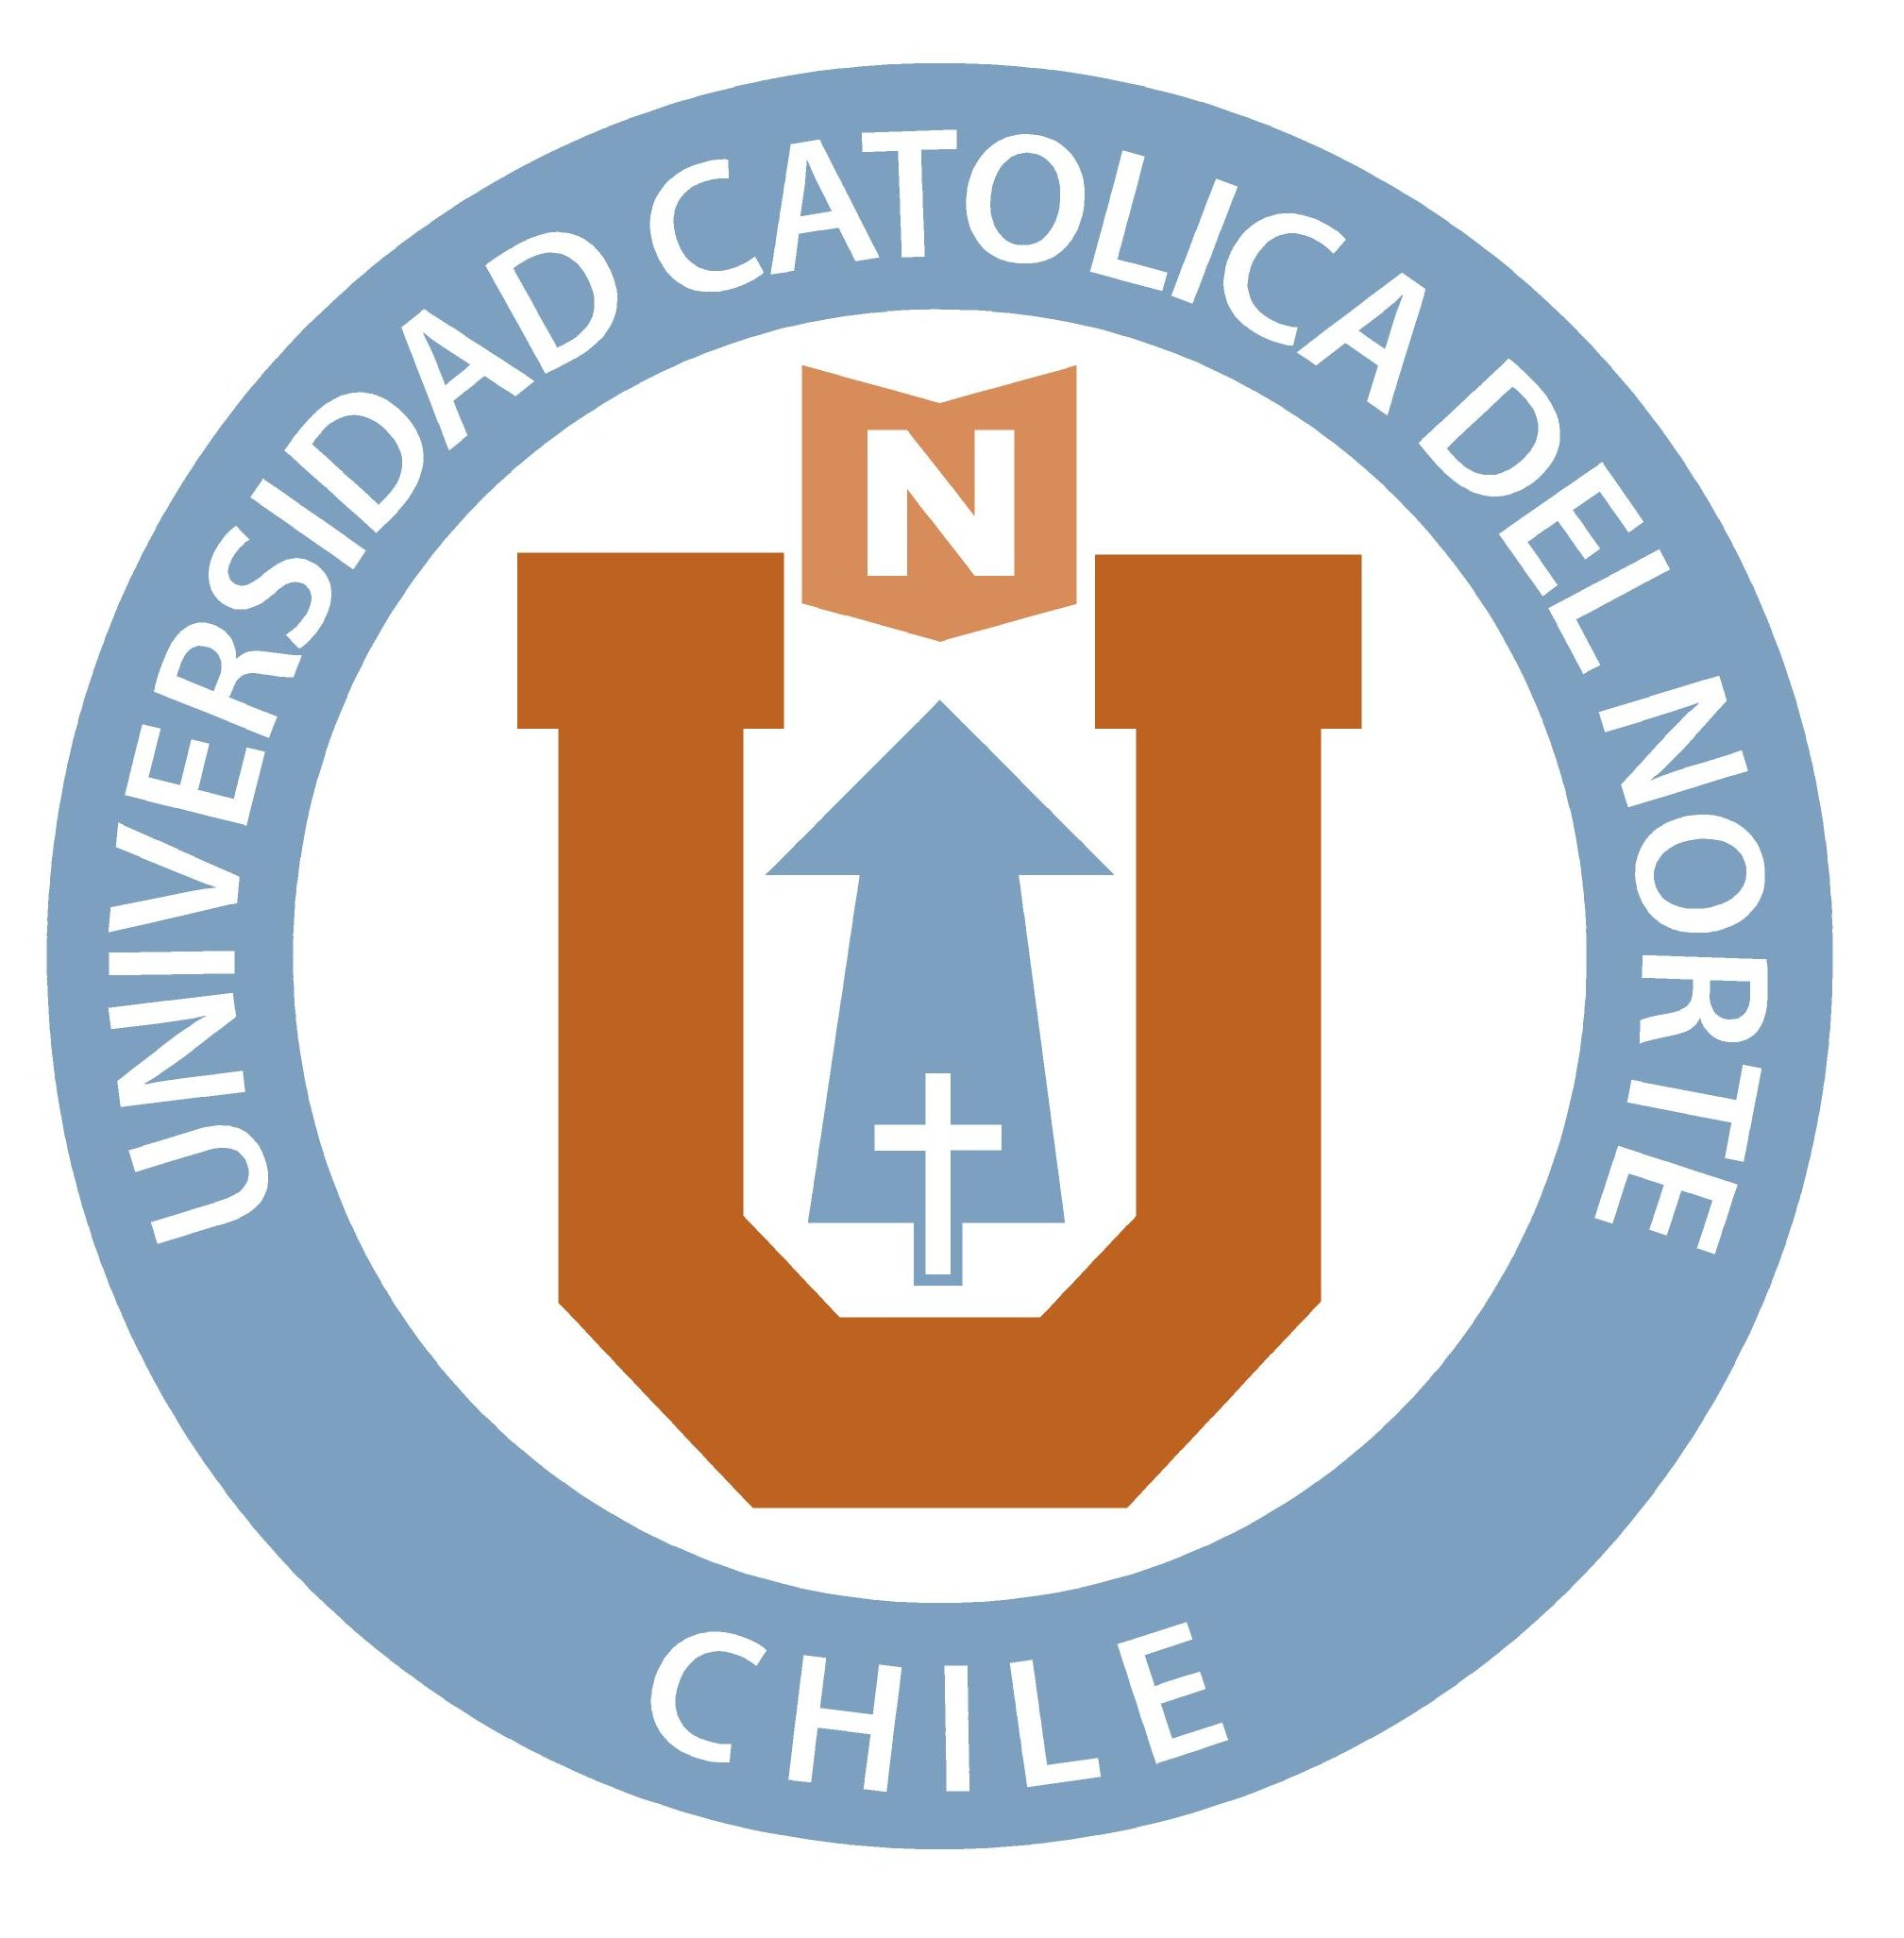 UNIVERSIDAD CATOLICA DEL NORTE
N
U
CHILE